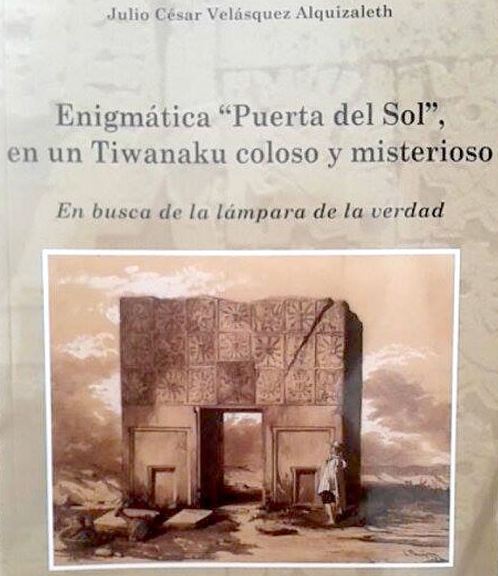 Julio César Velásquez Alquizaleth
Enigmática “Puerta del Sol”,
en un Tiwanaku coloso y misterioso
En busca de la lámpara de la verdad